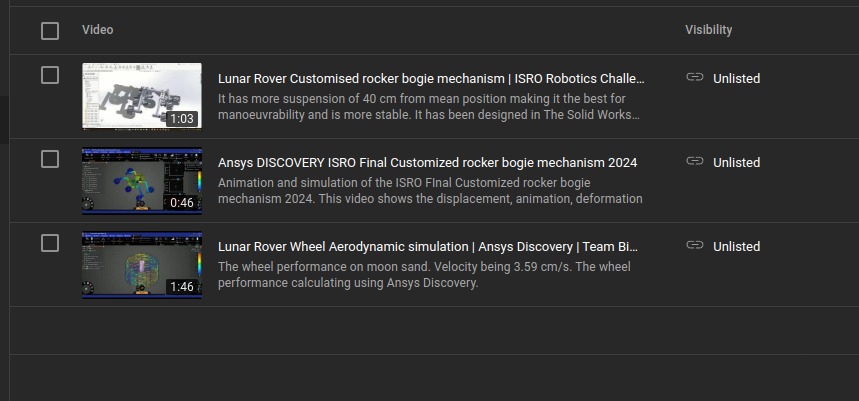 Video Visibility
Lunar Rover Customised rocker bogie mechanism | ISRO Robotics Challe… Unlisted
It has more suspension of 40 cm from mean position making it the best for
manoeuvrability and is more stable. It has been designed in The Solid Works…
1:03
Ansys DISCOVERY ISRO Final Customized rocker bogie mechanism 2024 Unlisted
Animation and simulation of the ISRO FInal Customized rocker bogie
mechanism 2024. This video shows the displacement, animation, deformation
0:46
Lunar Rover Wheel Aerodynamic simulation | Ansys Discovery | Team Bi… Unlisted
The wheel performance on moon sand. Velocity being 3.59 cm/s. The wheel
performance calculating using Ansys Discovery.
1:46